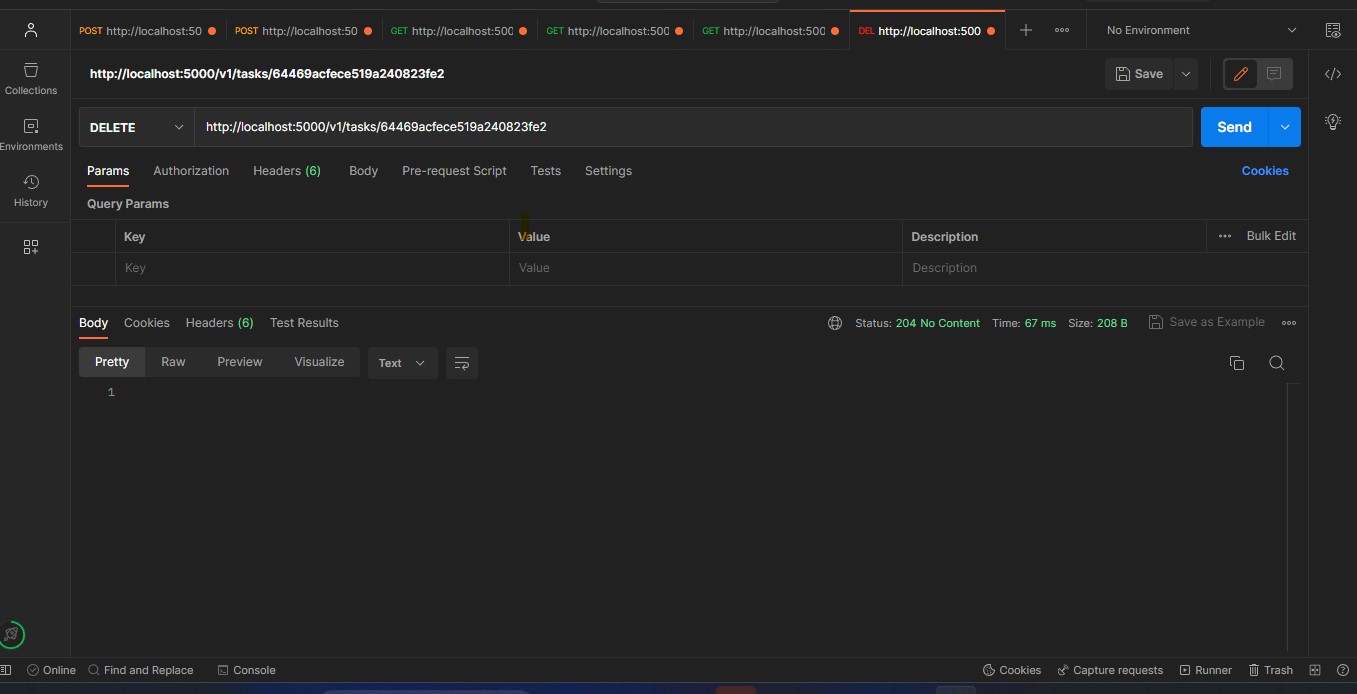 POST http://localhost:50 POST http://localhost:50 GET http://localhost:500 GET http://localhost:500 GET http://localhost:500 DEL http://localhost:500 No Environment
http://localhost:5000/v1/tasks/64469acfece519a240823fe2 Save
Collections
DELETE http://localhost:5000/v1/tasks/64469acfece519a240823fe2 Send
Environments
Params Authorization Headers (6) Body Pre-request Script Tests Settings Cookies
History
Query Params
Key Value Description Bulk Edit
Key Value Description
Body Cookies Headers (6) Test Results Status: 204 No Content Time: 67 ms Size: 208 B Save as Example
Pretty Raw Preview Visualize Text
1
Online Find and Replace Console Cookies Capture requests Runner Trash